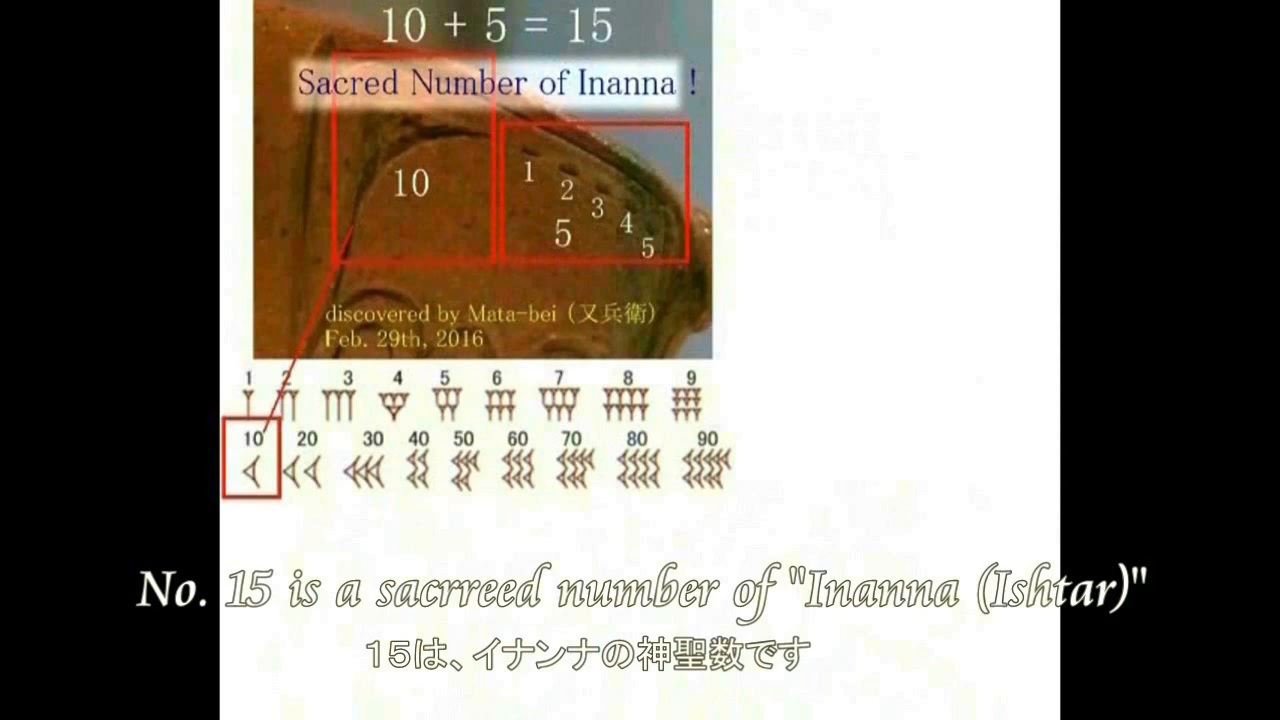 10 + 5 = 15
Sacred Number of Inanna !
10
1
2
3
4
5
5
discovered by Mata-bei (又兵衛)
Feb. 29th, 2016
1 2 3 4 5 6 7 8 9
10 20 30 40 50 60 70 80 90
No. 15 is a sacrreed number of "Inanna (Ishtar)"
１５は、イナンナの神聖数です